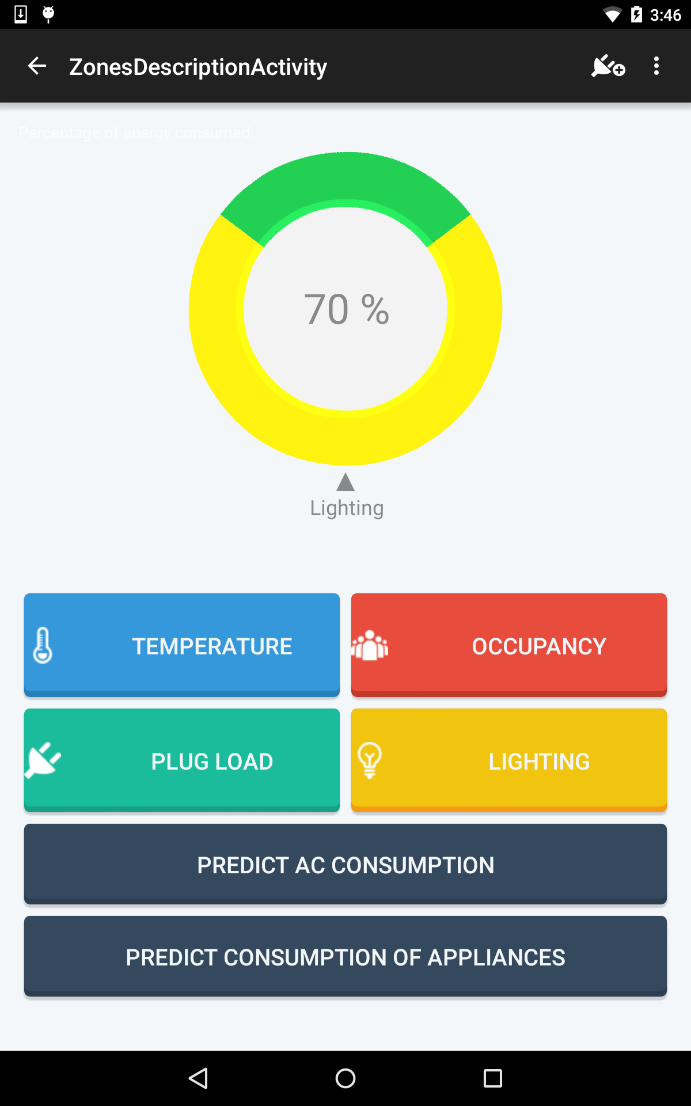 3:46
ZonesDescriptionActivity
Percentage of energy consumed
70 %
Lighting
TEMPERATURE
OCCUPANCY
PLUG LOAD
LIGHTING
PREDICT AC CONSUMPTION
PREDICT CONSUMPTION OF APPLIANCES